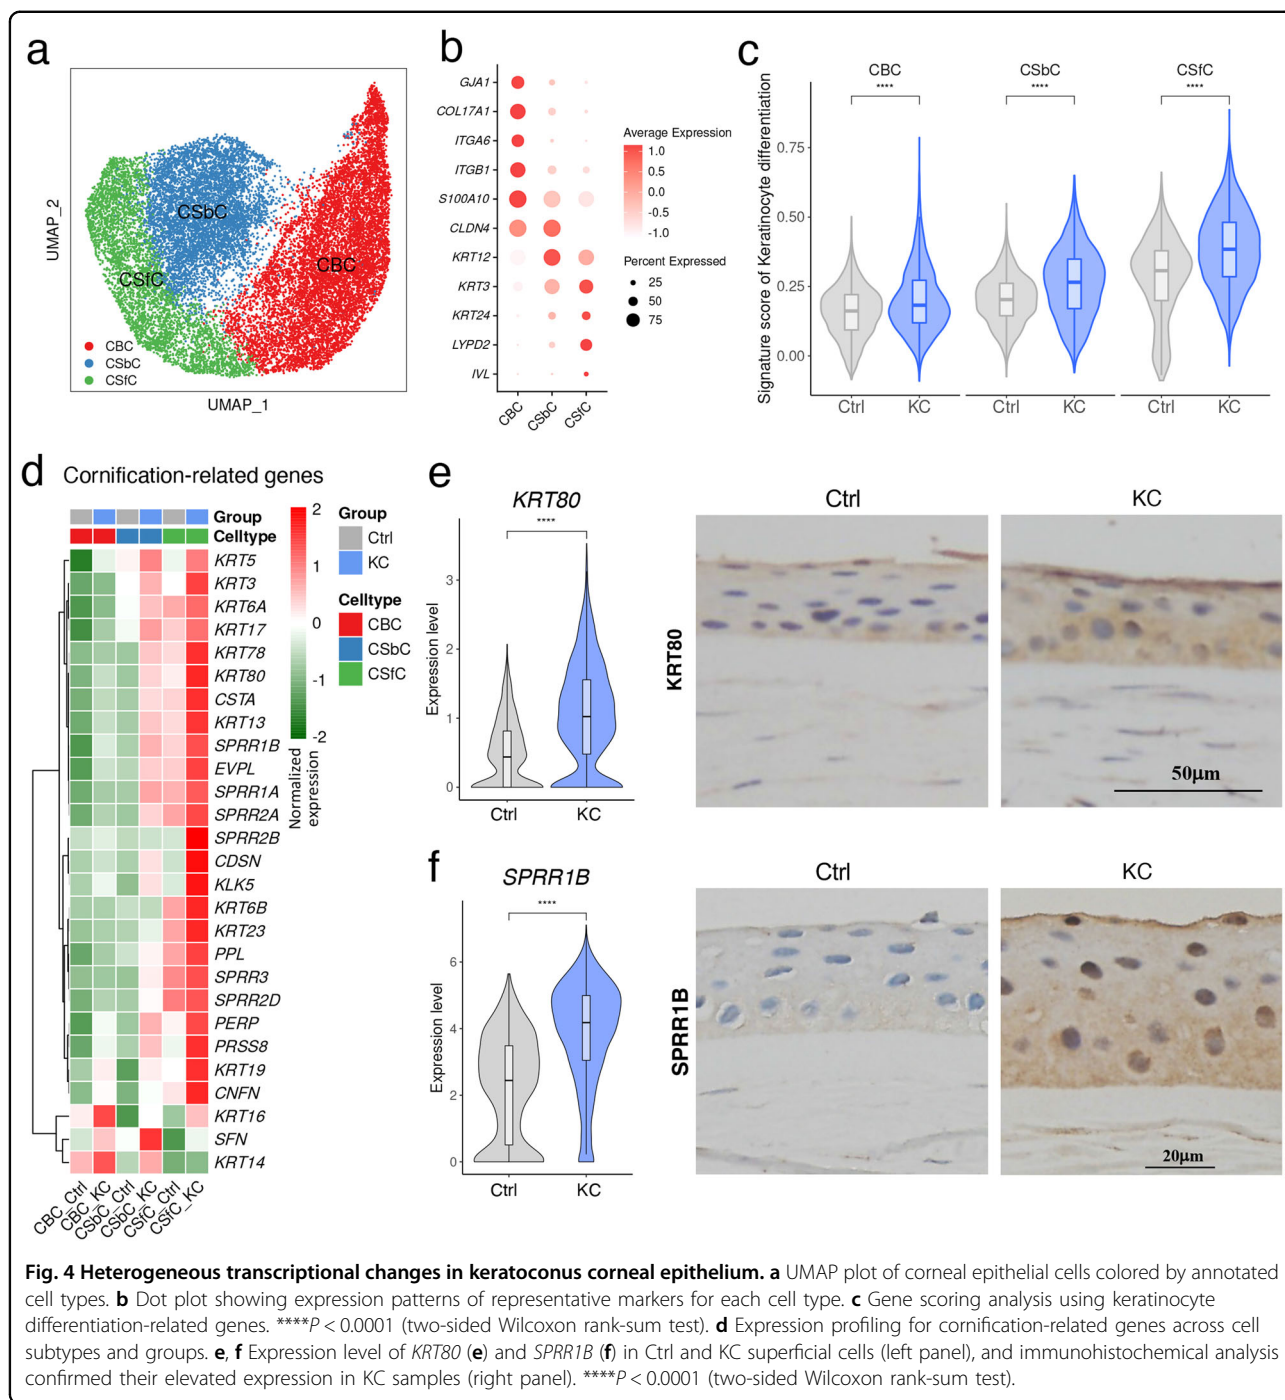 a
UMAP_2
CSbC
CBC
CSfC
CBC
CSbC
CSfC
UMAP_1
b
GJA1
COL17A1
ITGA6
ITGB1
S100A10
CLDN4
KRT12
KRT3
KRT24
LYPD2
IVL
CBC
CSbC
CSfC
Average Expression
1.0
0.5
0.0
-0.5
-1.0
Percent Expressed
25
50
75
c
Signature score of Keratinocyte differentiation
CBC
CSbC
CSfC
****
****
****
0.75
0.50
0.25
0.00
Ctrl
KC
Ctrl
KC
Ctrl
KC
d
Cornification-related genes
Group
Celltype
KRT5
KRT3
KRT6A
KRT17
KRT78
KRT80
CSTA
KRT13
SPRR1B
EVPL
SPRR1A
SPRR2A
SPRR2B
CDSN
KLK5
KRT6B
KRT23
PPL
SPRR3
SPRR2D
PERP
PRSS8
KRT19
CNFN
KRT16
SFN
KRT14
CBC_Ctrl
CBC_KC
CSbC_Ctrl
CSbC_KC
CSfC_Ctrl
CSfC_KC
2
1
0
-1
-2
Normalized
expression
Group
Ctrl
KC
Celltype
CBC
CSbC
CSfC
e
KRT80
****
Expression level
3
2
1
0
Ctrl
KC
KRT80
Ctrl
KC
50μm
f
SPRR1B
****
Expression level
6
4
2
0
Ctrl
KC
SPRR1B
Ctrl
KC
20μm
Fig. 4 Heterogeneous transcriptional changes in keratoconus corneal epithelium. a UMAP plot of corneal epithelial cells colored by annotated
cell types. b Dot plot showing expression patterns of representative markers for each cell type. c Gene scoring analysis using keratinocyte
differentiation-related genes. ****P < 0.0001 (two-sided Wilcoxon rank-sum test). d Expression profiling for cornification-related genes across cell
subtypes and groups. e, f Expression level of KRT80 (e) and SPRR1B (f) in Ctrl and KC superficial cells (left panel), and immunohistochemical analysis
confirmed their elevated expression in KC samples (right panel). ****P < 0.0001 (two-sided Wilcoxon rank-sum test).